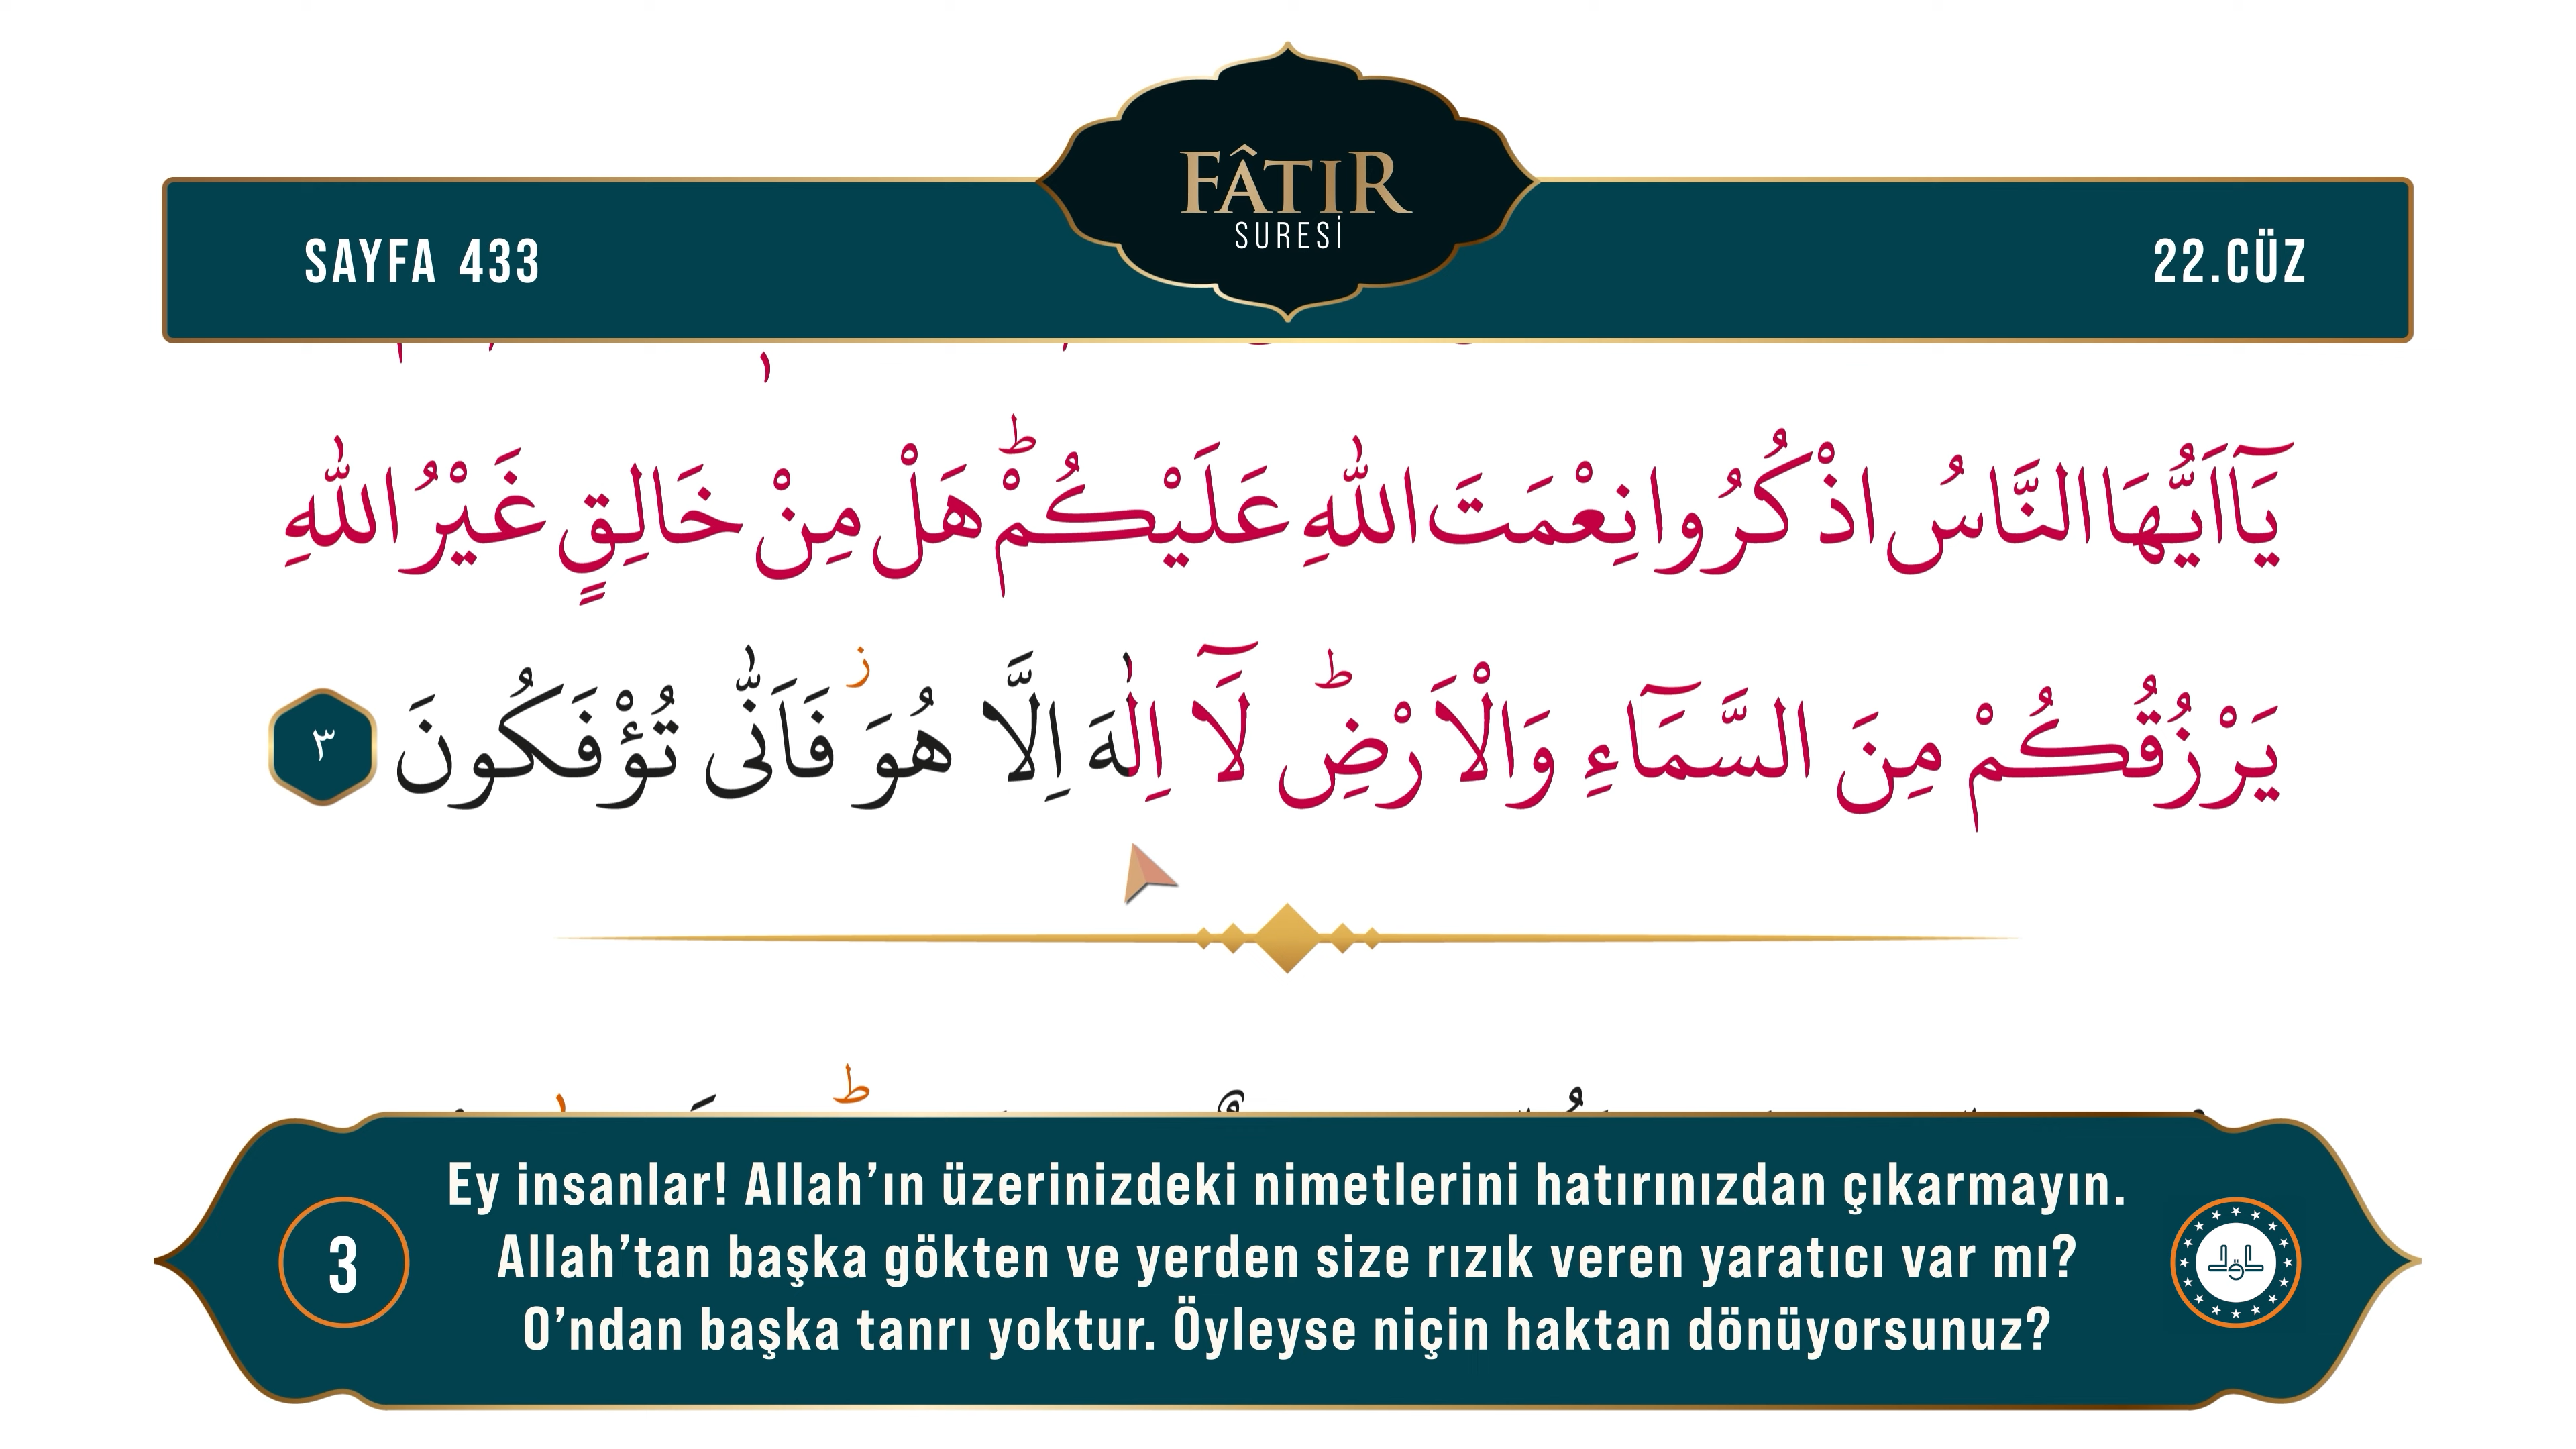 FÂTIR
SURESİ
SAYFA 433
22.CÜZ
يَٓا اَيُّهَا النَّاسُ اذْكُرُوا نِعْمَتَ اللّٰهِ عَلَيْكُمْۜ هَلْ مِنْ خَالِقٍ غَيْرُ اللّٰهِ
يَرْزُقُكُمْ مِنَ السَّمَٓاءِ وَالْاَرْضِۜ لَٓا اِلٰهَ اِلَّا هُوَۘ فَاَنّٰى تُؤْفَكُونَ ٣
3
Ey insanlar! Allah’ın üzerinizdeki nimetlerini hatırınızdan çıkarmayın.
Allah’tan başka gökten ve yerden size rızık veren yaratıcı var mı?
O’ndan başka tanrı yoktur. Öyleyse niçin haktan dönüyorsunuz?